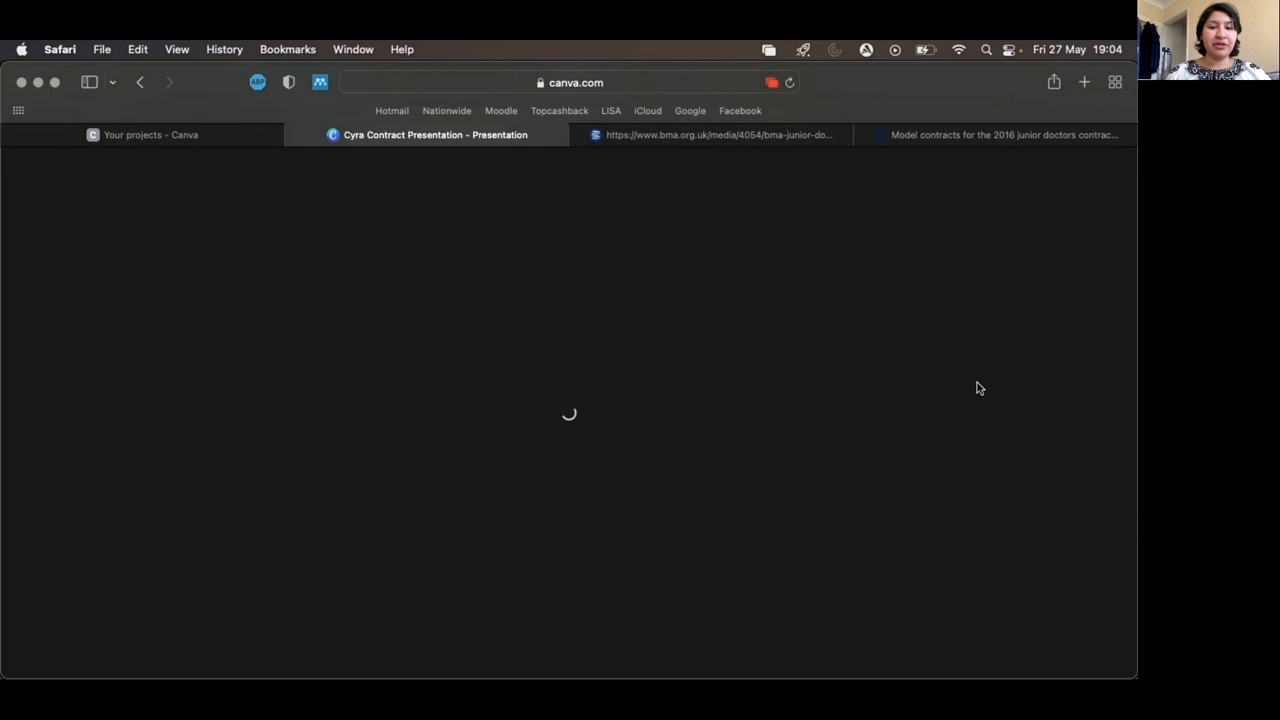 Safari File Edit View History Bookmarks Window Help Fri 27 May 19:04
ABP canva.com
Hotmail Nationwide Moodle Topcashback LISA iCloud Google Facebook
C Your projects - Canva C Cyra Contract Presentation - Presentation https://www.bma.org.uk/media/4054/bma-junior-do... Model contracts for the 2016 junior doctors contrac...